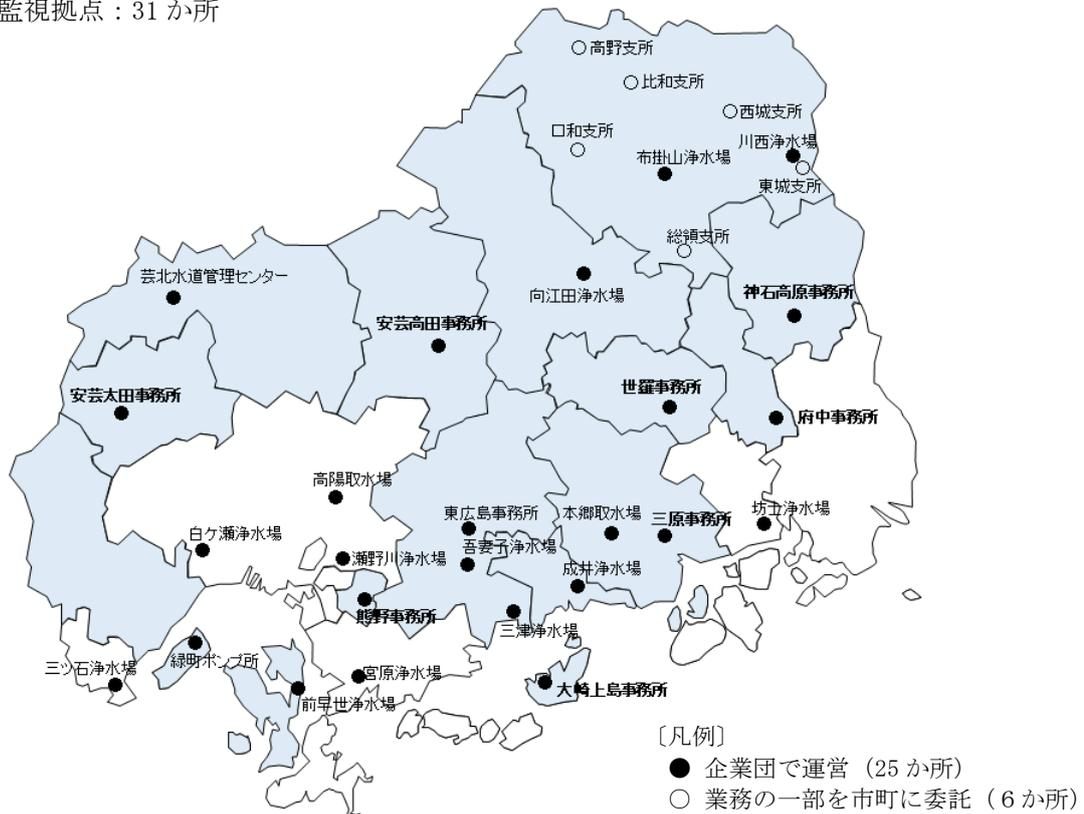 監視拠点：31か所
高野支所
比和支所
西城支所
口和支所
川西浄水場
布掛山浄水場
東城支所
総領支所
芸北水道管理センター
向江田浄水場
神石高原事務所
安芸高田事務所
安芸太田事務所
世羅事務所
府中事務所
高陽取水場
東広島事務所
本郷取水場
三原事務所
坊士浄水場
白ケ瀬浄水場
吾妻子浄水場
瀬野川浄水場
成井浄水場
熊野事務所
三津浄水場
三ツ石浄水場
緑町ポンプ所
宮原浄水場
大崎上島事務所
前早世浄水場
〔凡例〕
● 企業団で運営（25か所）
○ 業務の一部を市町に委託（６か所）